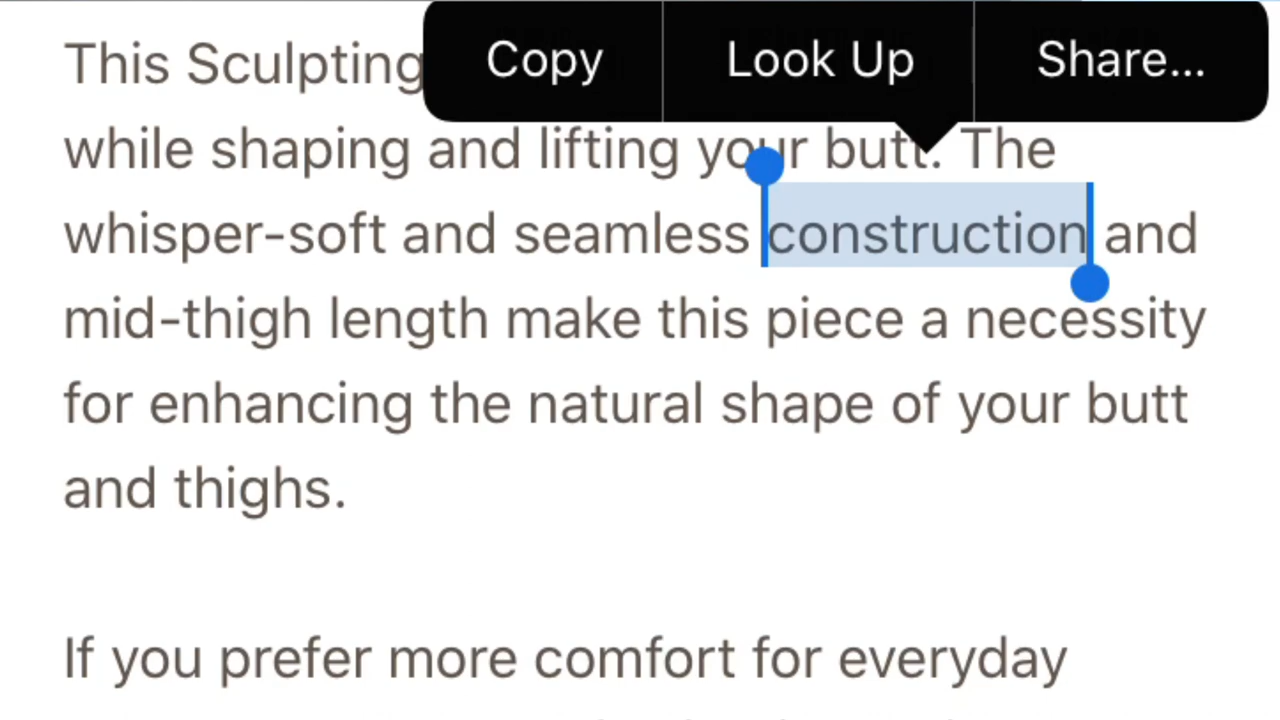 Copy
Look Up
Share...
This Sculpting
while shaping and lifting your butt. The
whisper-soft and seamless construction and
mid-thigh length make this piece a necessity
for enhancing the natural shape of your butt
and thighs.
If you prefer more comfort for everyday